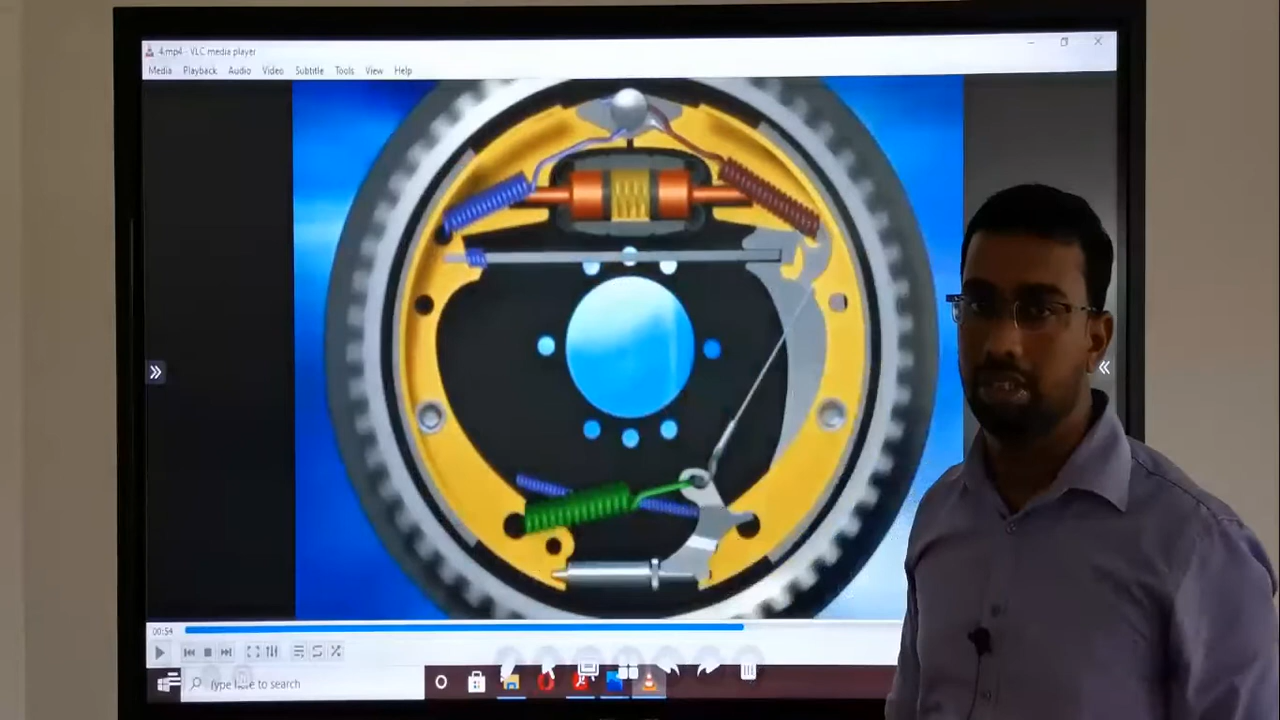 4.mp4 - VLC media player
Media Playback Audio Video Subtitle Tools View Help
00:54
Type here to search